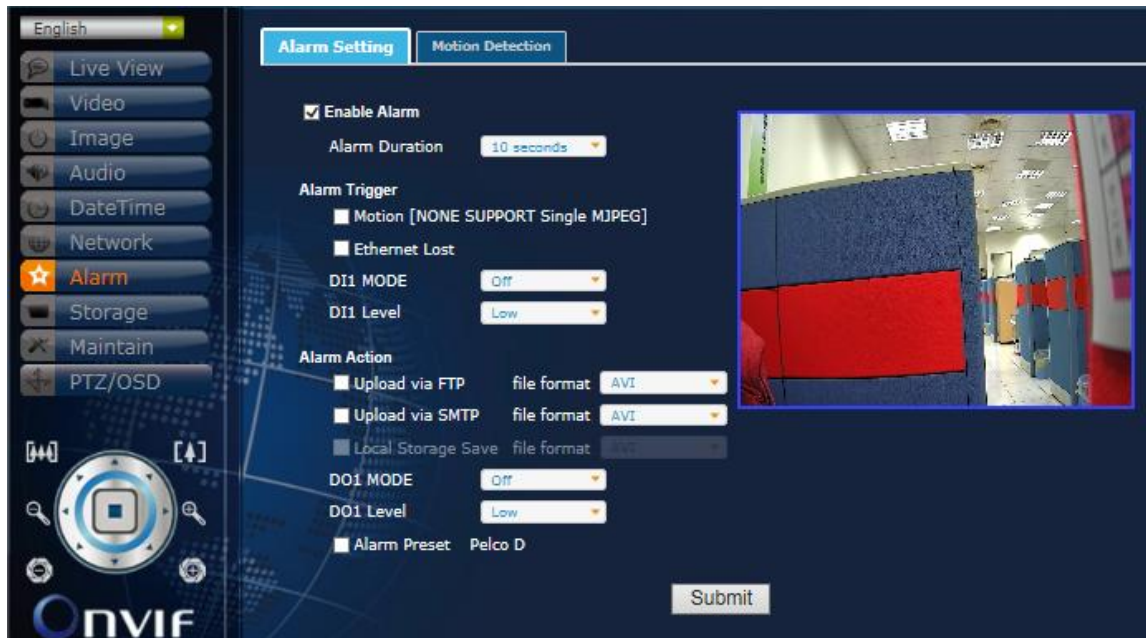 English
Live View
Video
Image
Audio
DateTime
Network
Alarm
Storage
Maintain
PTZ/OSD
ONVIF
Alarm Setting
Motion Detection
Enable Alarm
Alarm Duration 10 seconds
Alarm Trigger
Motion [NONE SUPPORT Single MJPEG]
Ethernet Lost
DI1 MODE Off
DI1 Level Low
Alarm Action
Upload via FTP file format AVI
Upload via SMTP file format AVI
Local Storage Save file format AVI
DO1 MODE Off
DO1 Level Low
Alarm Preset Pelco D
Submit